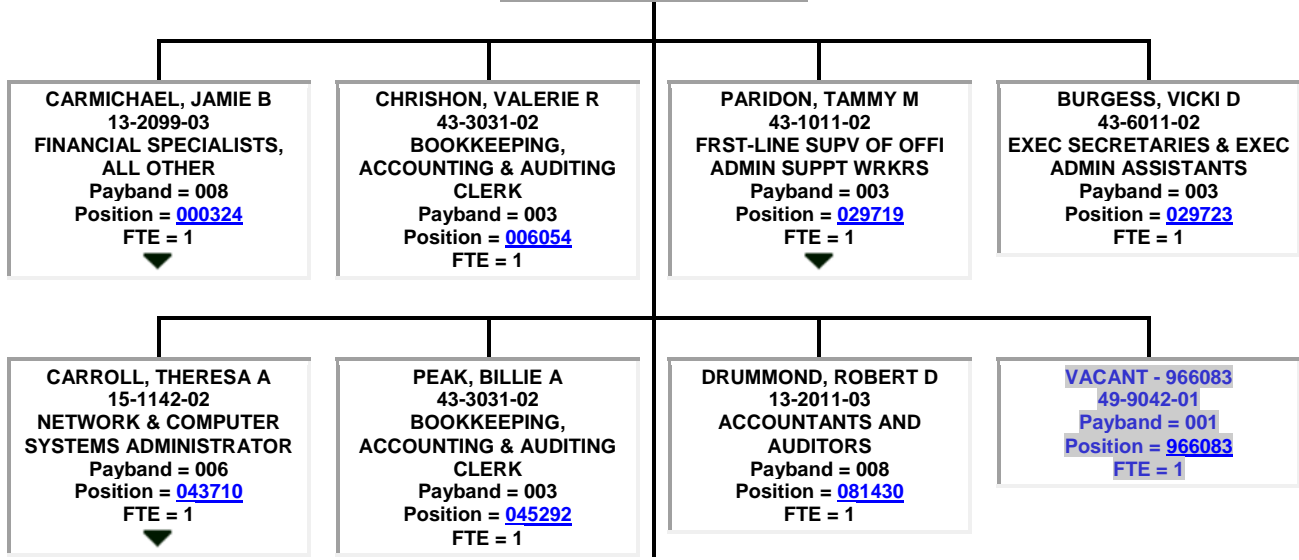 CARMICHAEL, JAMIE B
13-2099-03
FINANCIAL SPECIALISTS,
ALL OTHER
Payband = 008
Position = 000324
FTE = 1
CHRISHON, VALERIE R
43-3031-02
BOOKKEEPING,
ACCOUNTING & AUDITING
CLERK
Payband = 003
Position = 006054
FTE = 1
PARIDON, TAMMY M
43-1011-02
FRST-LINE SUPV OF OFFI
ADMIN SUPPT WRKRS
Payband = 003
Position = 029719
FTE = 1
BURGESS, VICKI D
43-6011-02
EXEC SECRETARIES & EXEC
ADMIN ASSISTANTS
Payband = 003
Position = 029723
FTE = 1
CARROLL, THERESA A
15-1142-02
NETWORK & COMPUTER
SYSTEMS ADMINISTRATOR
Payband = 006
Position = 043710
FTE = 1
PEAK, BILLIE A
43-3031-02
BOOKKEEPING,
ACCOUNTING & AUDITING
CLERK
Payband = 003
Position = 045292
FTE = 1
DRUMMOND, ROBERT D
13-2011-03
ACCOUNTANTS AND
AUDITORS
Payband = 008
Position = 081430
FTE = 1
VACANT - 966083
49-9042-01
Payband = 001
Position = 966083
FTE = 1